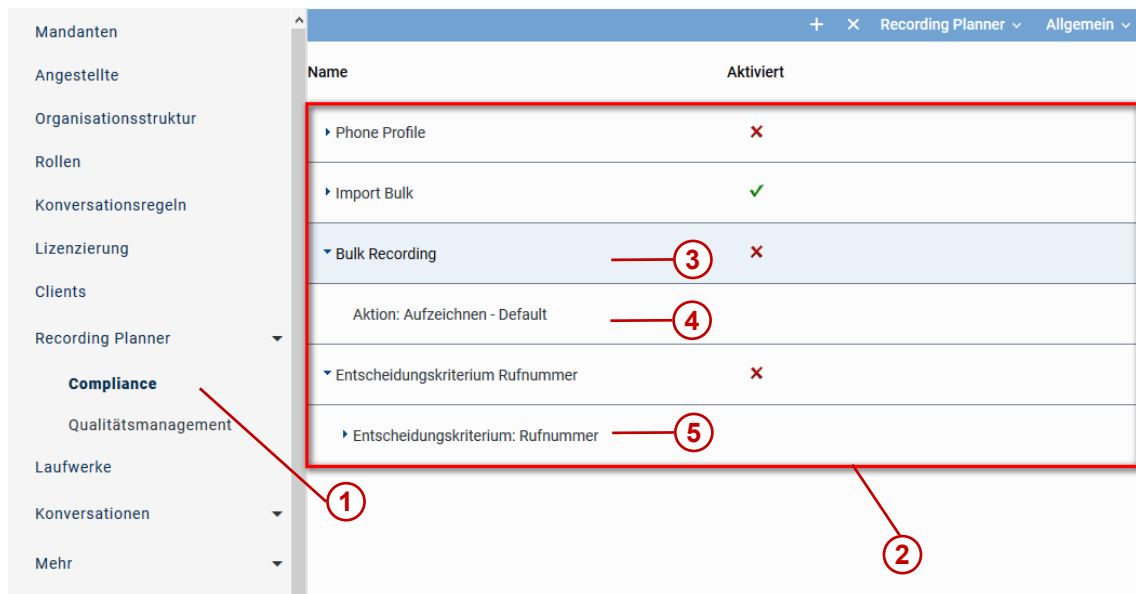 Mandanten
Angestellte
Organisationsstruktur
Rollen
Konversationsregeln
Lizenzierung
Clients
Recording Planner
Compliance
Qualitätsmanagement
Laufwerke
Konversationen
Mehr
Recording Planner Allgemein
Name Aktiviert
Phone Profile
Import Bulk
Bulk Recording 3
Aktion: Aufzeichnen - Default 4
Entscheidungskriterium Rufnummer
Entscheidungskriterium: Rufnummer 5
1
2